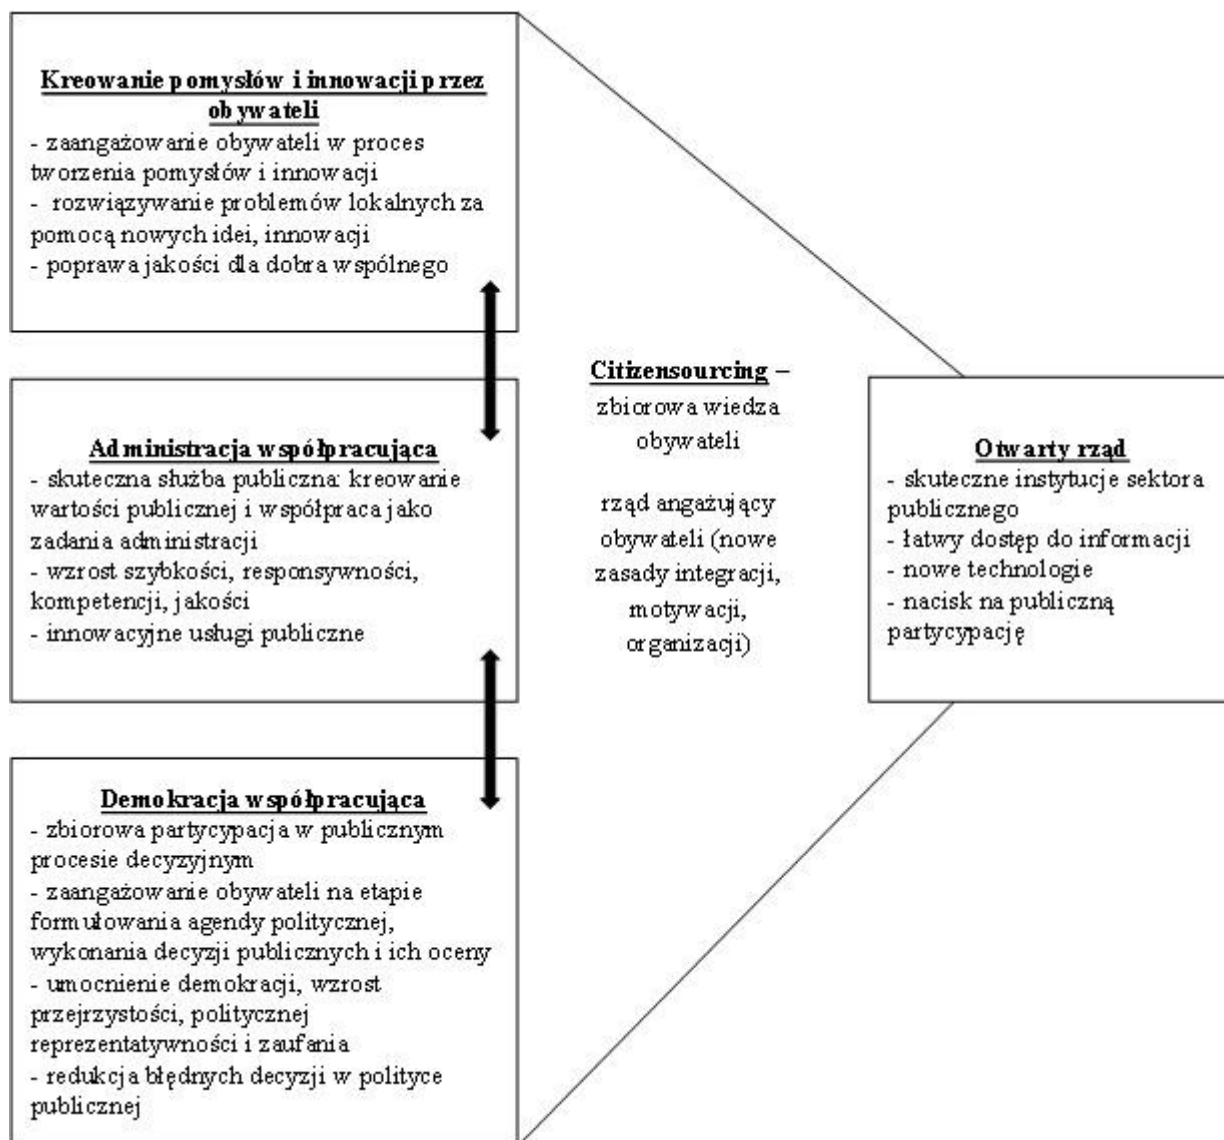 Kreowanie pomysłów i innowacji przez
obywateli
- zaangażowanie obywateli w proces
tworzenia pomysłów i innowacji
- rozwiązywanie problemów lokalnych za
pomocą nowych idei, innowacji
- poprawa jakości dla dobra wspólnego
Administracja współpracująca
- skuteczna służba publiczna: kreowanie
wartości publicznej i współpraca jako
zadania administracji
- wzrost szybkości, responsywności,
kompetencji, jakości
- innowacyjne usługi publiczne
Demokracja współpracująca
- zbiorowa partycypacja w publicznym
procesie decyzyjnym
- zaangażowanie obywateli na etapie
formułowania agendy politycznej,
wykonania decyzji publicznych i ich oceny
- umocnienie demokracji, wzrost
przejrzystości, politycznej
reprezentatywności i zaufania
- redukcja błędnych decyzji w polityce
publicznej
Citizensourcing –
zbiorowa wiedza
obywateli
rząd angażujący
obywateli (nowe
zasady integracji,
motywacji,
organizacji)
Otwarty rząd
- skuteczne instytucje sektora
publicznego
- łatwy dostęp do informacji
- nowe technologie
- nacisk na publiczną
partycypację